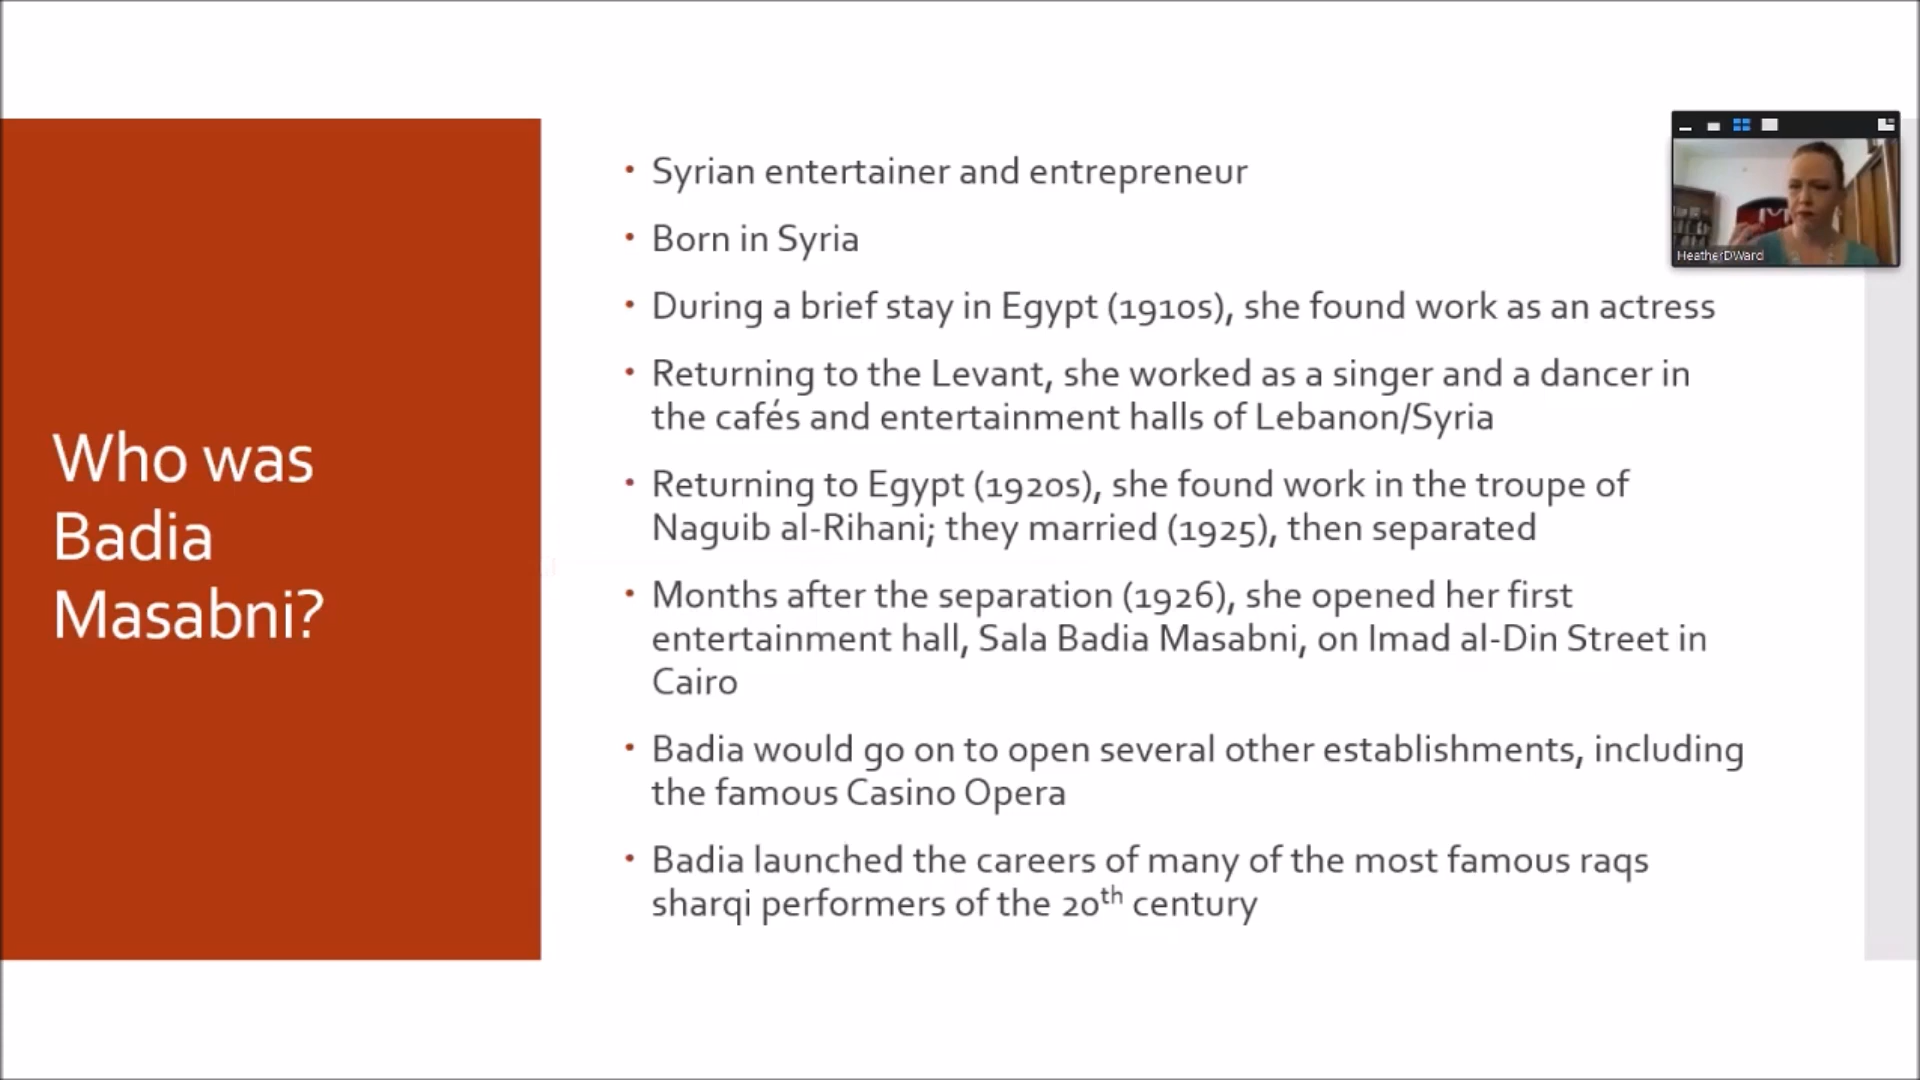 Who was
Badia
Masabni?
• Syrian entertainer and entrepreneur
• Born in Syria
• During a brief stay in Egypt (1910s), she found work as an actress
• Returning to the Levant, she worked as a singer and a dancer in
the cafés and entertainment halls of Lebanon/Syria
• Returning to Egypt (1920s), she found work in the troupe of
Naguib al-Rihani; they married (1925), then separated
• Months after the separation (1926), she opened her first
entertainment hall, Sala Badia Masabni, on Imad al-Din Street in
Cairo
• Badia would go on to open several other establishments, including
the famous Casino Opera
• Badia launched the careers of many of the most famous raqs
sharqi performers of the 20th century
HeatherDWard